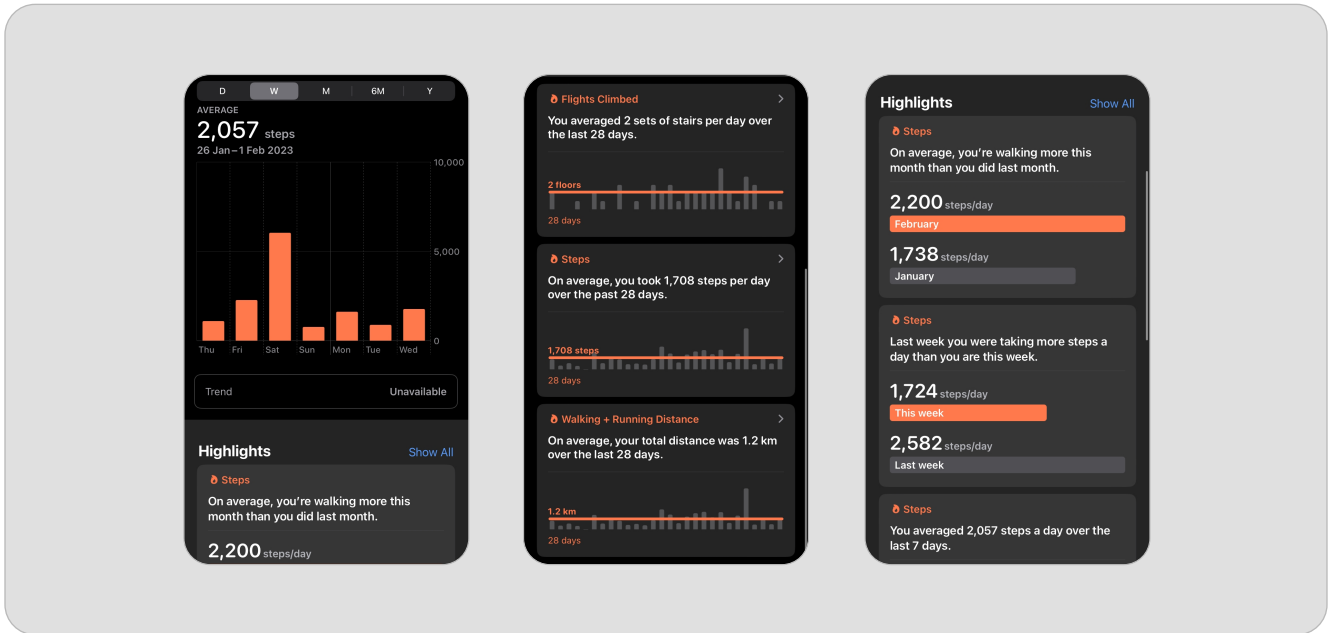 D W M 6M Y
AVERAGE
2,057 steps
26 Jan–1 Feb 2023
10,000
5,000
0
Thu Fri Sat Sun Mon Tue Wed
Trend Unavailable
Highlights Show All
Steps
On average, you’re walking more this
month than you did last month.
2,200 steps/day
Flights Climbed
You averaged 2 sets of stairs per day over
the last 28 days.
2 floors
28 days
Steps
On average, you took 1,708 steps per day
over the past 28 days.
1,708 steps
28 days
Walking + Running Distance
On average, your total distance was 1.2 km
over the last 28 days.
1.2 km
28 days
Highlights Show All
Steps
On average, you’re walking more this
month than you did last month.
2,200 steps/day
February
1,738 steps/day
January
Steps
Last week you were taking more steps a
day than you are this week.
1,724 steps/day
This week
2,582 steps/day
Last week
Steps
You averaged 2,057 steps a day over the
last 7 days.